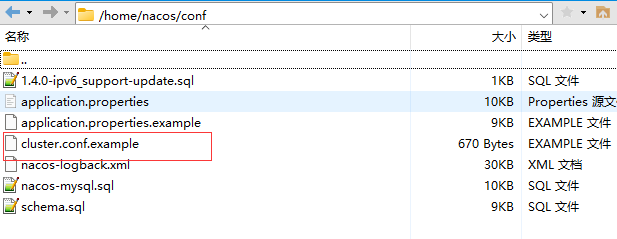 /home/nacos/conf
名称 大小 类型
..
1.4.0-ipv6_support-update.sql 1KB SQL 文件
application.properties 10KB Properties 源文
application.properties.example 9KB EXAMPLE 文件
cluster.conf.example 670 Bytes EXAMPLE 文件
nacos-logback.xml 30KB XML 文档
nacos-mysql.sql 10KB SQL 文件
schema.sql 9KB SQL 文件